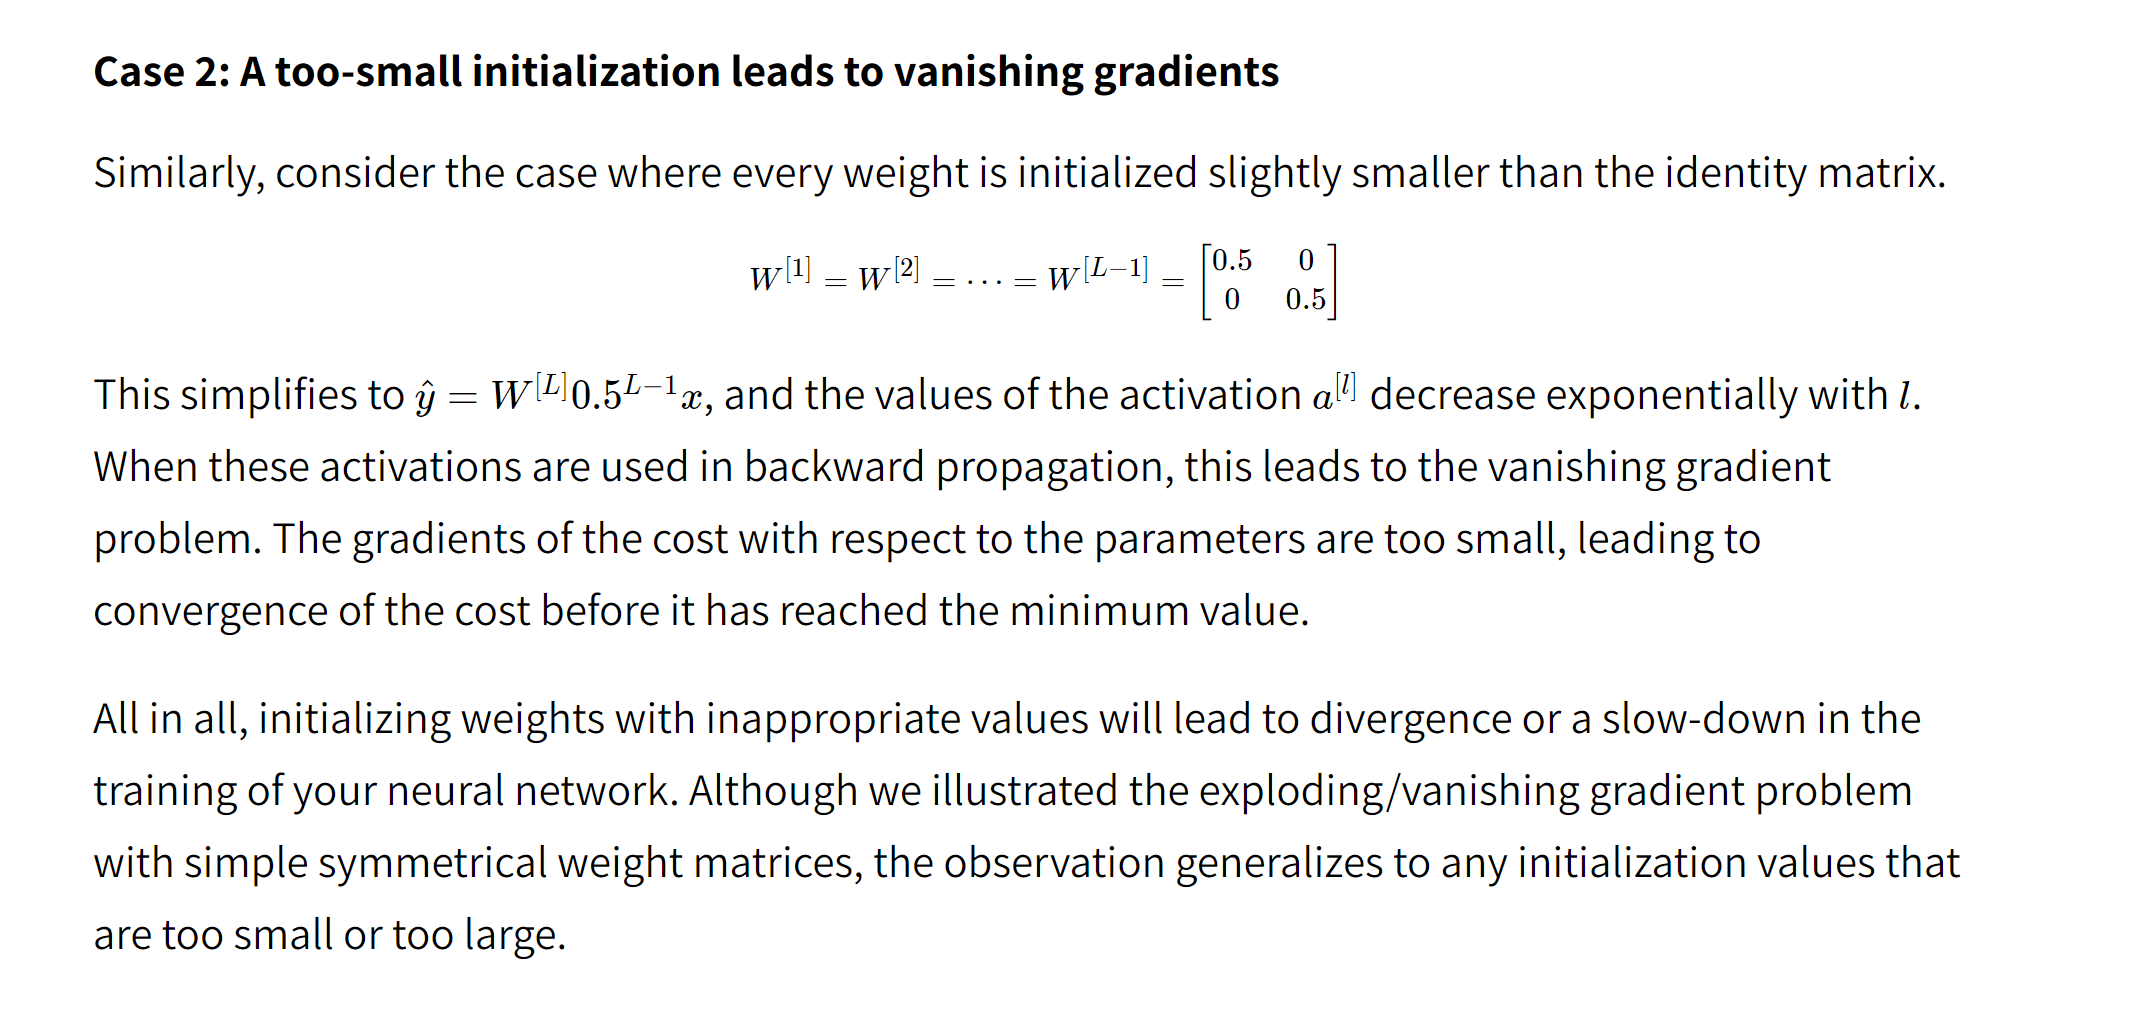 Case 2: A too-small initialization leads to vanishing gradients
Similarly, consider the case where every weight is initialized slightly smaller than the identity matrix.
$W^{[1]} = W^{[2]} = \cdots = W^{[L-1]} = \begin{bmatrix} 0.5 & 0 \\ 0 & 0.5 \end{bmatrix}$
This simplifies to $\hat{y} = W^{[L]}0.5^{L-1}x$, and the values of the activation $a^{[l]}$ decrease exponentially with $l$.
When these activations are used in backward propagation, this leads to the vanishing gradient
problem. The gradients of the cost with respect to the parameters are too small, leading to
convergence of the cost before it has reached the minimum value.
All in all, initializing weights with inappropriate values will lead to divergence or a slow-down in the
training of your neural network. Although we illustrated the exploding/vanishing gradient problem
with simple symmetrical weight matrices, the observation generalizes to any initialization values that
are too small or too large.